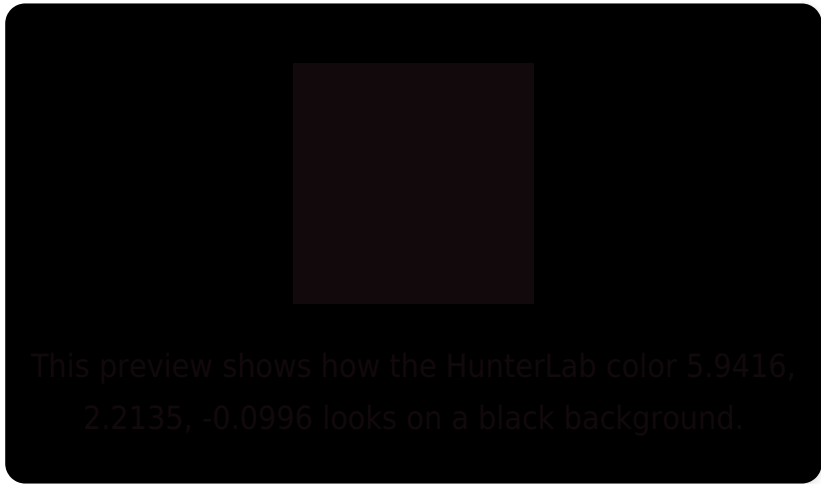 This preview shows how the HunterLab color 5.9416,
2.2135, -0.0996 looks on a black background.